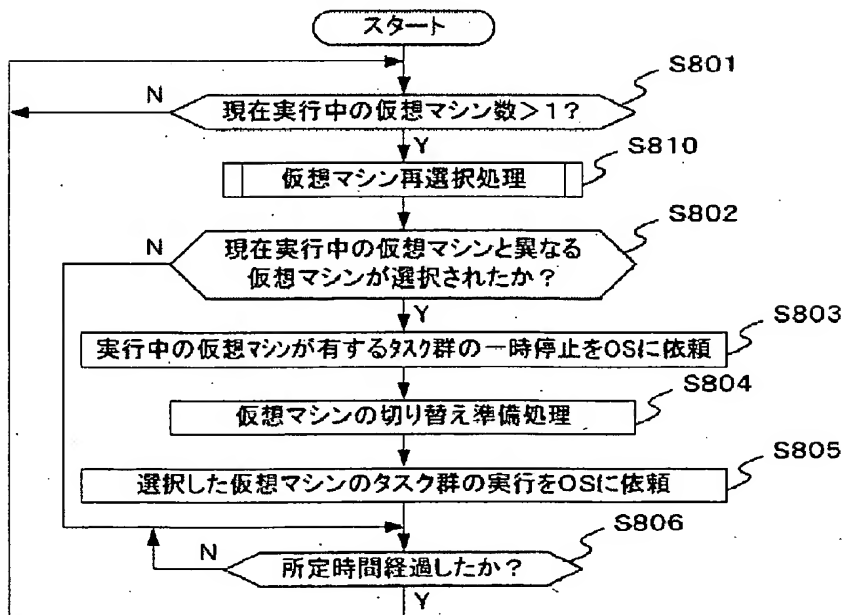 スタート
S801
N
現在実行中の仮想マシン数＞1？
Y
S810
仮想マシン再選択処理
S802
N
現在実行中の仮想マシンと異なる
仮想マシンが選択されたか？
Y
S803
実行中の仮想マシンが有するタスク群の一時停止をOSに依頼
S804
仮想マシンの切り替え準備処理
S805
選択した仮想マシンのタスク群の実行をOSに依頼
S806
N
所定時間経過したか？
Y